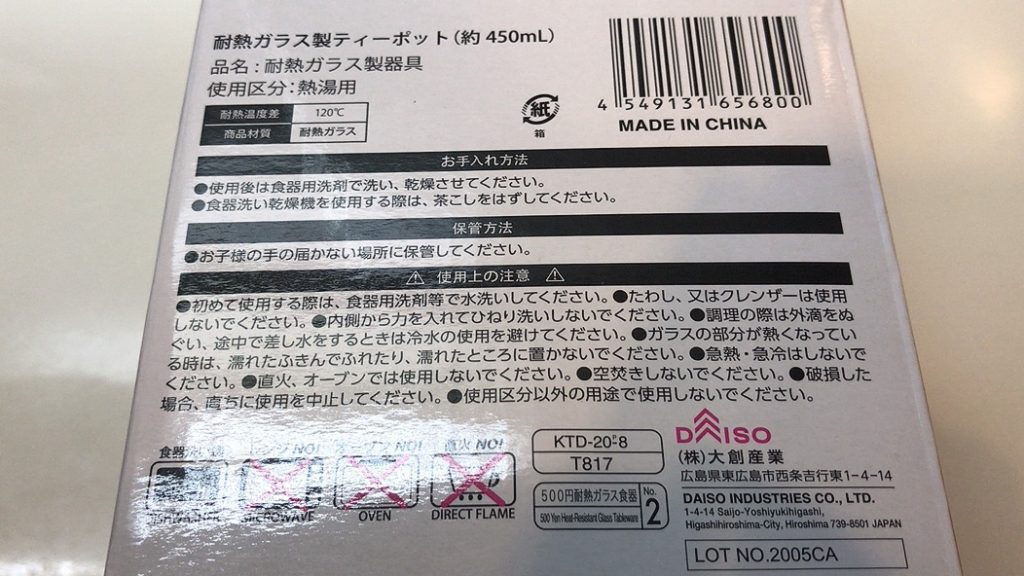 耐熱ガラス製ティーポット(約 450mL)
品名:耐熱ガラス製器具
使用区分:熱湯用
耐熱温度差 120℃
商品材質 耐熱ガラス
紙
箱
4 549131 656800
MADE IN CHINA
お手入れ方法
●使用後は食器用洗剤で洗い、乾燥させてください。
●食器洗い乾燥機を使用する際は、茶こしをはずしてください。
保管方法
●お子様の手の届かない場所に保管してください。
使用上の注意
●初めて使用する際は、食器用洗剤等で水洗いしてください。●たわし、又はクレンザーは使用
しないでください。●内側から力を入れてひねり洗いしないでください。●調理の際は外滴をぬ
ぐい、途中で差し水をするときは冷水の使用を避けてください。●ガラスの部分が熱くなってい
る時は、濡れたふきんでふれたり、濡れたところに置かないでください。●急熱・急冷はしないで
ください。●直火、オーブンでは使用しないでください。●空焚きしないでください。●破損した
場合、直ちに使用を中止してください。●使用区分以外の用途で使用しないでください。
NO! NO! 直火 NO!
MICROWAVE
OVEN
DIRECT FLAME
KTD-20 8
T817
500円耐熱ガラス食器
500 Yen Heat-Resistant Glass Tableware
No.
2
DAISO
(株)大創産業
広島県東広島市西条吉行東1-4-14
DAISO INDUSTRIES CO., LTD.
1-4-14 Saijo-Yoshiyukihigashi,
Higashihiroshima-City, Hiroshima 739-8501 JAPAN
LOT NO.2005CA